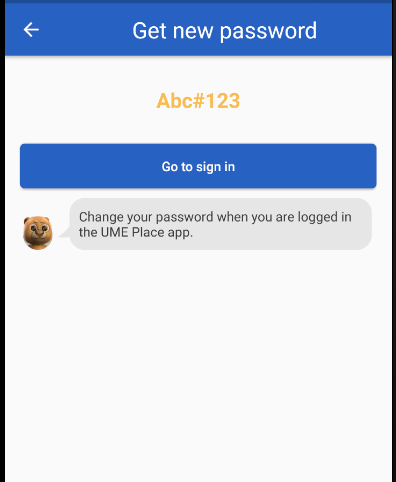 Get new password
Abc#123
Go to sign in
Change your password when you are logged in
the UME Place app.